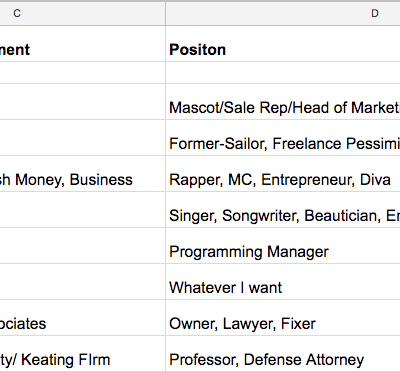 C D
ment Positon
Mascot/Sale Rep/Head of Market
Former-Sailor, Freelance Pessimi
sh Money, Business Rapper, MC, Entrepreneur, Diva
Singer, Songwriter, Beautician, En
Programming Manager
Whatever I want
ociates Owner, Lawyer, Fixer
ty/ Keating FIrm Professor, Defense Attorney